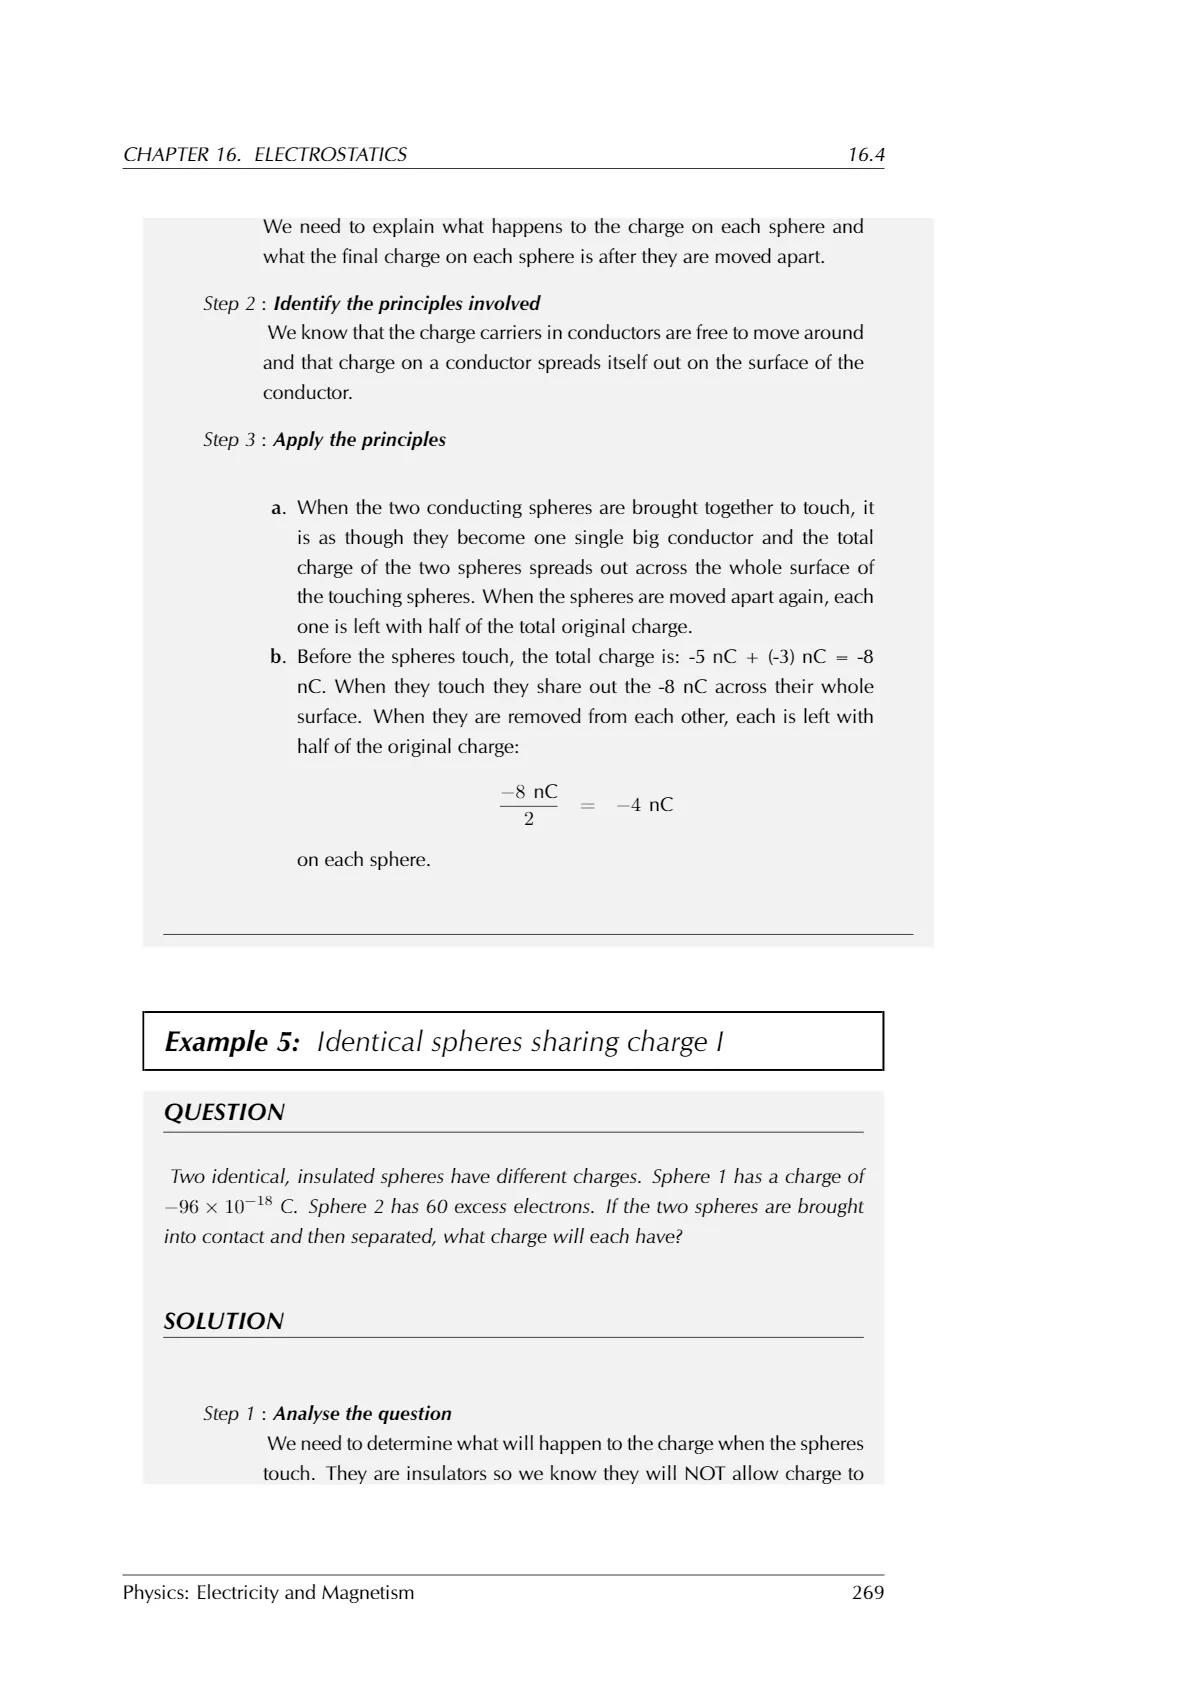 CHAPTER 16. ELECTROSTATICS 16.4
We need to explain what happens to the charge on each sphere and
what the final charge on each sphere is after they are moved apart.
Step 2 : Identify the principles involved
We know that the charge carriers in conductors are free to move around
and that charge on a conductor spreads itself out on the surface of the
conductor.
Step 3 : Apply the principles
a. When the two conducting spheres are brought together to touch, it
is as though they become one single big conductor and the total
charge of the two spheres spreads out across the whole surface of
the touching spheres. When the spheres are moved apart again, each
one is left with half of the total original charge.
b. Before the spheres touch, the total charge is: -5 nC + (-3) nC = -8
nC. When they touch they share out the -8 nC across their whole
surface. When they are removed from each other, each is left with
half of the original charge:
−8 nC
2 = −4 nC
on each sphere.
Example 5: Identical spheres sharing charge I
QUESTION
Two identical, insulated spheres have different charges. Sphere 1 has a charge of
−96 × 10⁻¹⁸ C. Sphere 2 has 60 excess electrons. If the two spheres are brought
into contact and then separated, what charge will each have?
SOLUTION
Step 1 : Analyse the question
We need to determine what will happen to the charge when the spheres
touch. They are insulators so we know they will NOT allow charge to
Physics: Electricity and Magnetism 269